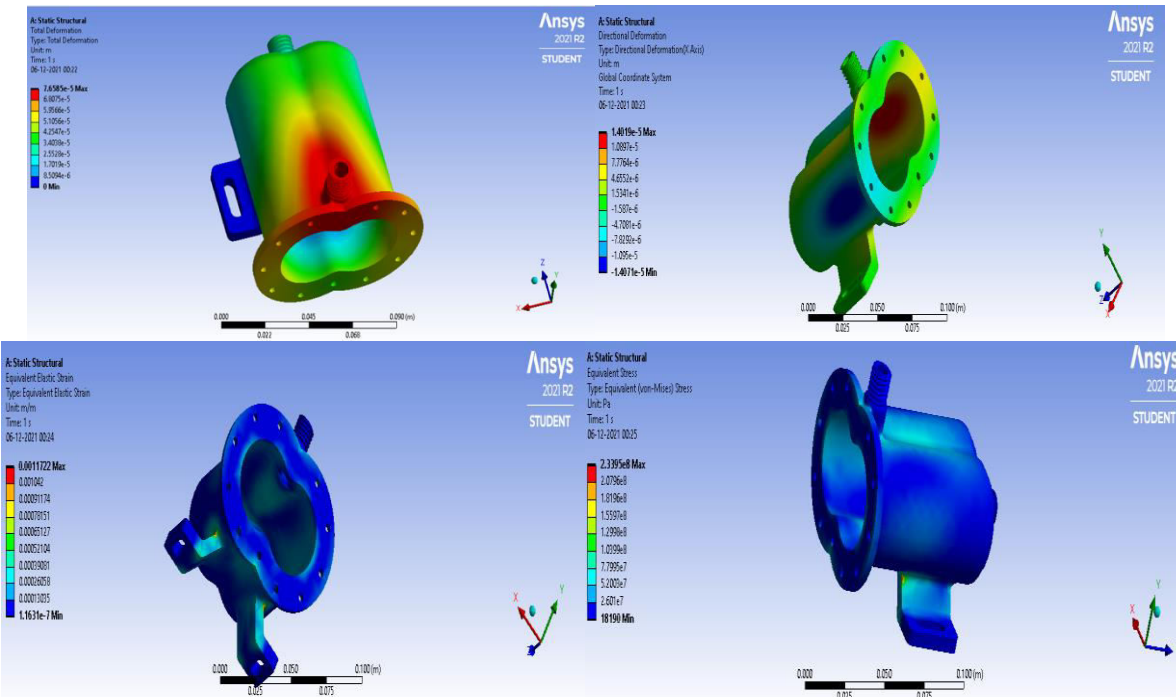 A: Static Structural
Total Deformation
Type: Total Deformation
Unit: m
Time: 1 s
06-12-2021 00:22
7.6585e-5 Max
6.8075e-5
5.9566e-5
5.1056e-5
4.2547e-5
3.4038e-5
2.5528e-5
1.7019e-5
8.5094e-6
0 Min
Ansys
2021 R2
STUDENT
Z
Y
X
0.000
0.045
0.090 (m)
0.022
0.068
A: Static Structural
Directional Deformation
Type: Directional Deformation(X Axis)
Unit: m
Global Coordinate System
Time: 1 s
06-12-2021 00:23
1.4019e-5 Max
1.0897e-5
7.7764e-6
4.6552e-6
1.5341e-6
-1.587e-6
-4.7081e-6
-7.8292e-6
-1.095e-5
-1.4071e-5 Min
Ansys
2021 R2
STUDENT
Y
Z
X
0.000
0.050
0.100 (m)
0.025
0.075
A: Static Structural
Equivalent Elastic Strain
Type: Equivalent Elastic Strain
Unit: m/m
Time: 1 s
06-12-2021 00:24
0.0011722 Max
0.001042
0.00091174
0.00078151
0.00065127
0.00052104
0.00039081
0.00026058
0.00013035
1.1631e-7 Min
Ansys
2021 R2
STUDENT
X
Y
Z
0.000
0.050
0.100 (m)
0.025
0.075
A: Static Structural
Equivalent Stress
Type: Equivalent (von-Mises) Stress
Unit: Pa
Time: 1 s
06-12-2021 00:25
2.3395e8 Max
2.0796e8
1.8196e8
1.5597e8
1.2998e8
1.0399e8
7.7995e7
5.2003e7
2.601e7
18190 Min
Ansys
2021 R2
STUDENT
Y
X
0.000
0.050
0.100 (m)
0.025
0.075